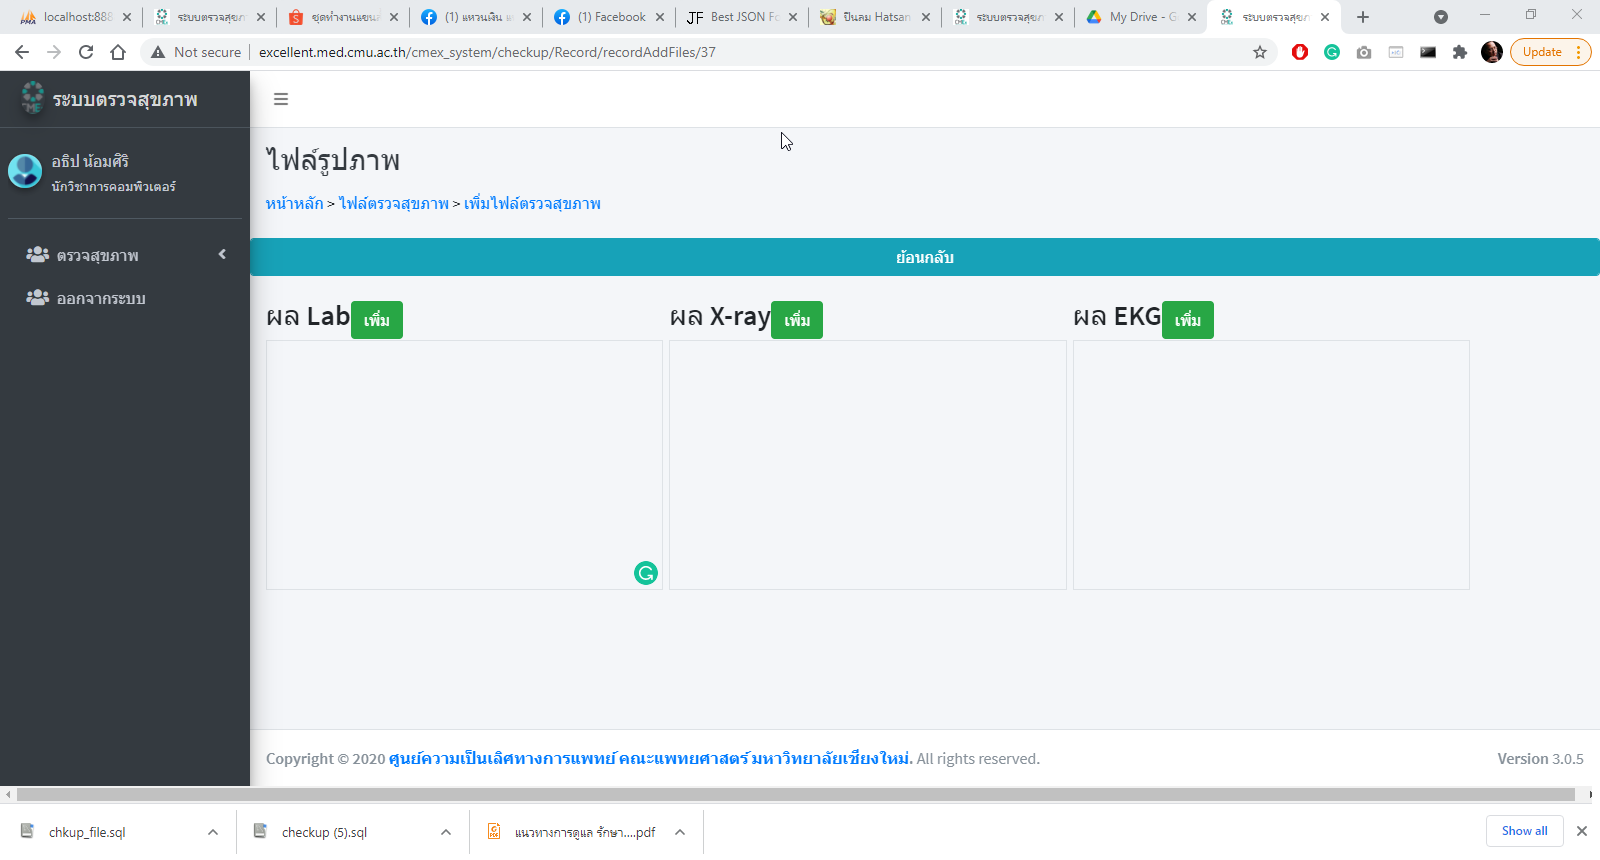 localhost:888
ระบบตรวจสุขภ
ชุดทำงานแขน
(1) แหวนเงิน แ
(1) Facebook
JF Best JSON Fo
ปืนลม Hatsan
ระบบตรวจสุขภ
My Drive - G
ระบบตรวจสุขภ
Not secure excellent.med.cmu.ac.th/cmex_system/checkup/Record/recordAddFiles/37
Update
ระบบตรวจสุขภาพ
อธิป น้อมศิริ
นักวิชาการคอมพิวเตอร์
ตรวจสุขภาพ
ออกจากระบบ
ไฟล์รูปภาพ
หน้าหลัก > ไฟล์ตรวจสุขภาพ > เพิ่มไฟล์ตรวจสุขภาพ
ย้อนกลับ
ผล Lab เพิ่ม
ผล X-ray เพิ่ม
ผล EKG เพิ่ม
Copyright © 2020 ศูนย์ความเป็นเลิศทางการแพทย์ คณะแพทยศาสตร์ มหาวิทยาลัยเชียงใหม่. All rights reserved.
Version 3.0.5
chkup_file.sql
checkup (5).sql
แนวทางการดูแล รักษา....pdf
Show all